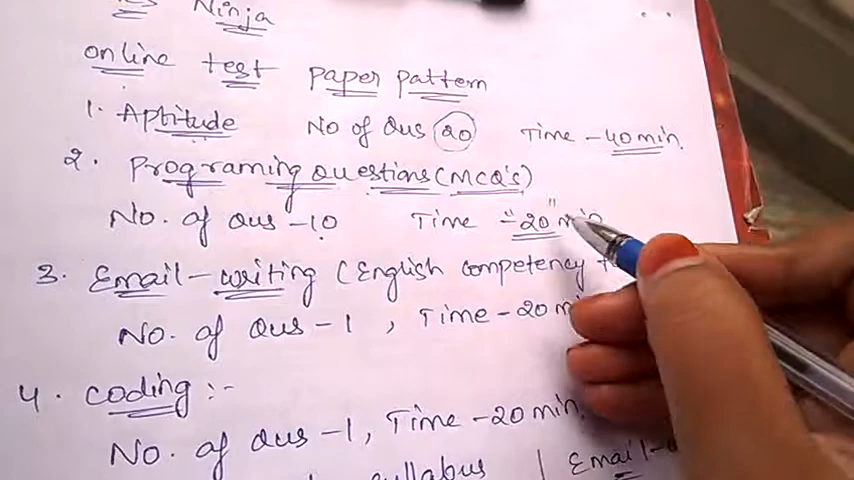 Ninja
online test paper pattern
1. Aptitude No of Qus 20 Time - 40 min.
2. Programing Questions (MCQ's)
No. of Qus - 10 Time - "20" min
3. Email - writing (English competency
No. of Qus - 1, Time - 20 min
4. coding :-
No. of Qus - 1, Time - 20 min.
syllabus | Email -